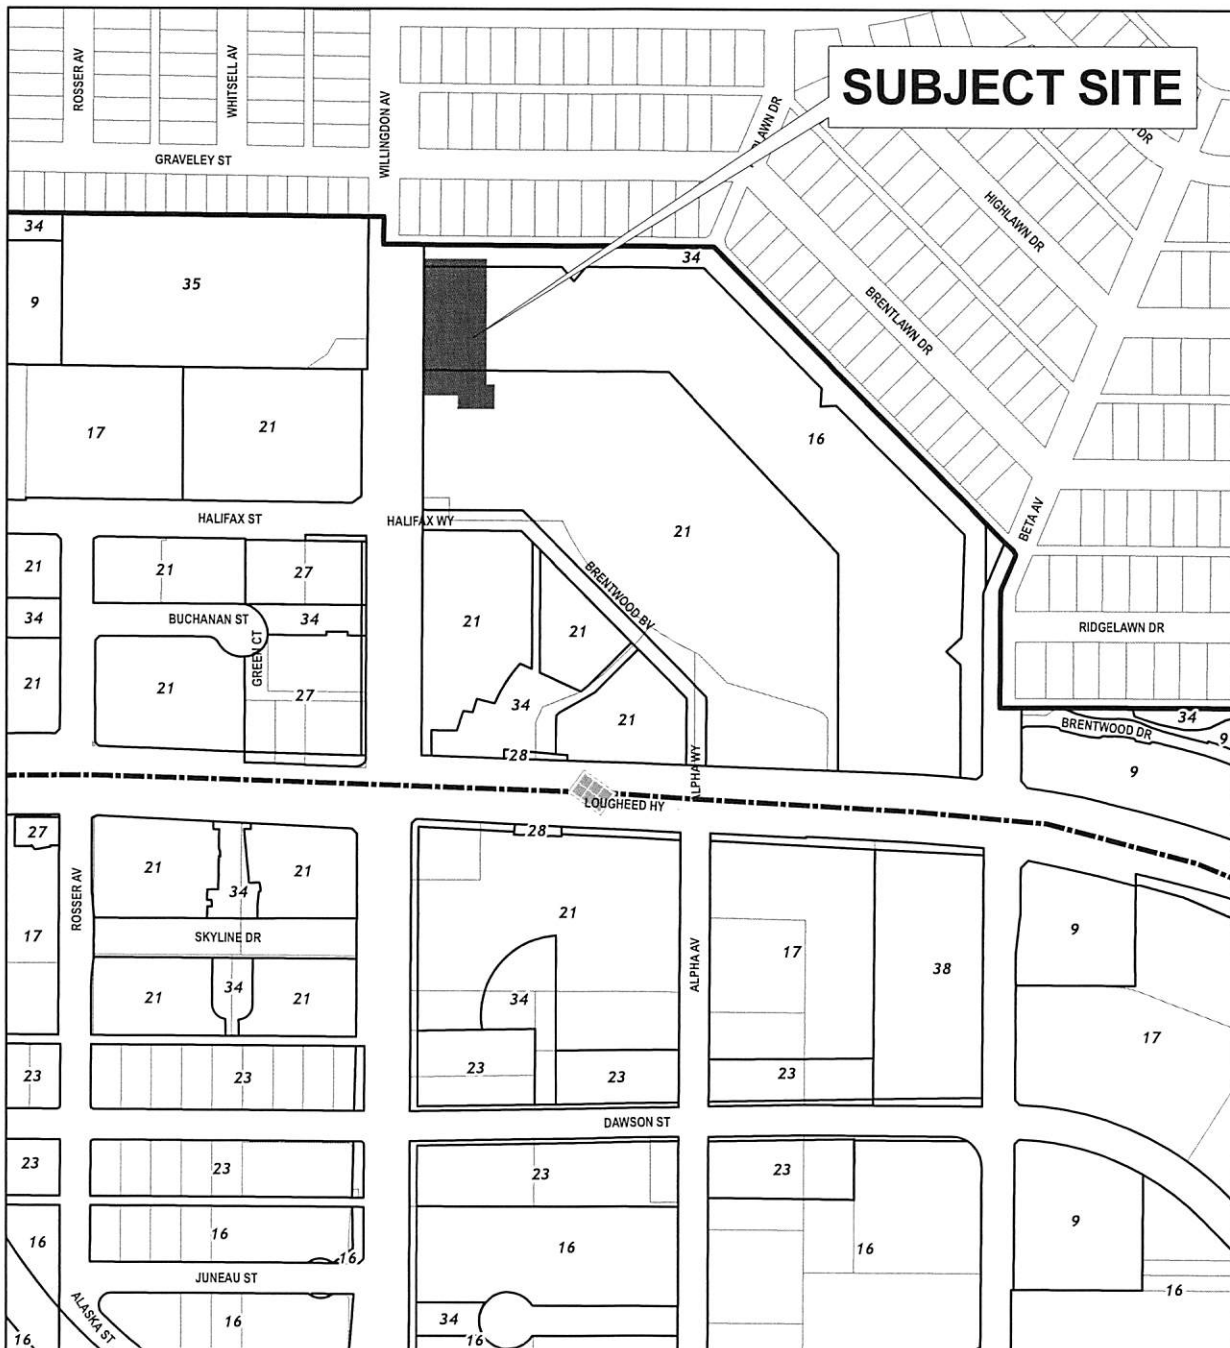 ROSSER AV
WHITSELL AV
WILLINGDON AV
SUBJECT SITE
DR
GRAVELEY ST
HIGHLAWN DR
34
34
35
9
BRENTLAWN DR
17
21
16
HALIFAX ST
HALIFAX WY
21
BETA AV
21
21
27
BRENTWOOD BV
34
BUCHANAN ST
34
21
21
RIDGELAWN DR
GREEN CT
21
21
27
34
21
34
BRENTWOOD DR
9
28
ALPHA WY
9
LOUGHEED HY
27
28
21
21
34
ROSSER AV
17
SKYLINE DR
21
ALPHA AV
17
38
9
21
34
21
34
17
23
23
23
23
23
DAWSON ST
23
23
23
23
16
16
16
16
16
9
JUNEAU ST
ALASKA ST
16
34
16
16
16